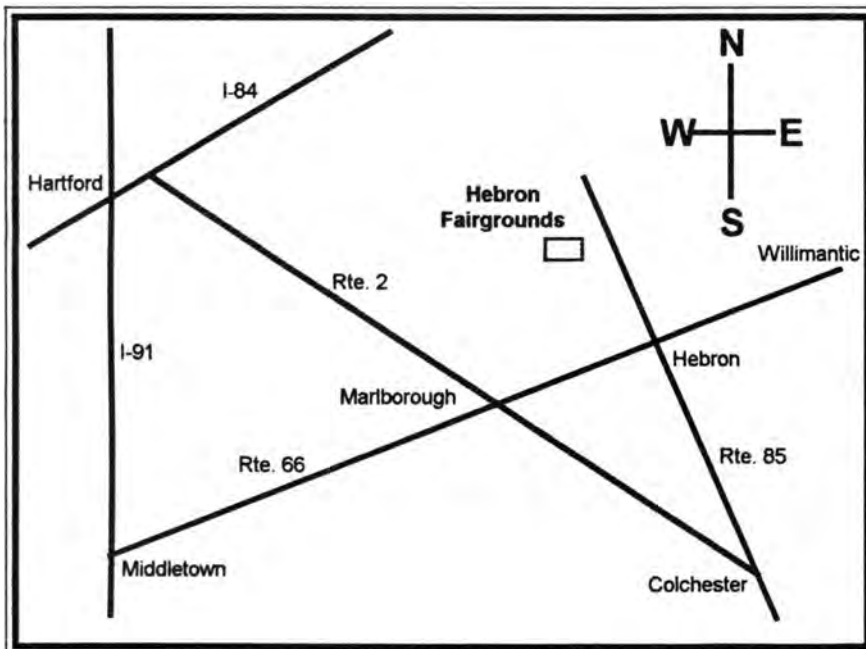 N
I-84
W E
Hartford
Hebron
Fairgrounds
S
Willimantic
Rte. 2
I-91
Hebron
Marlborough
Rte. 66
Rte. 85
Middletown
Colchester